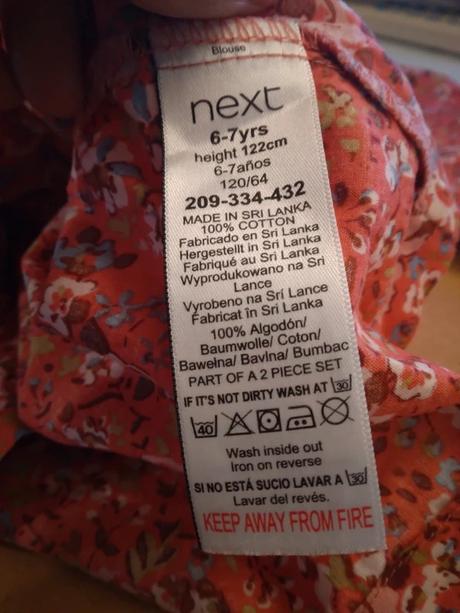 Blouse
next
6-7yrs
height 122cm
6-7años
120/64
209-334-432
MADE IN SRI LANKA
100% COTTON
Fabricado en Sri Lanka
Hergestellt in Sri Lanka
Fabriqué au Sri Lanka
Wyprodukowano na Sri
Lance
Vyrobeno na Srí Lance
Fabricat în Sri Lanka
100% Algodón/
Baumwolle/ Coton/
Bawełna/ Bavlna/ Bumbac
PART OF A 2 PIECE SET
IF IT'S NOT DIRTY WASH AT 30
40
Wash inside out
Iron on reverse
SI NO ESTÁ SUCIO LAVAR A 30
Lavar del revés.
KEEP AWAY FROM FIRE